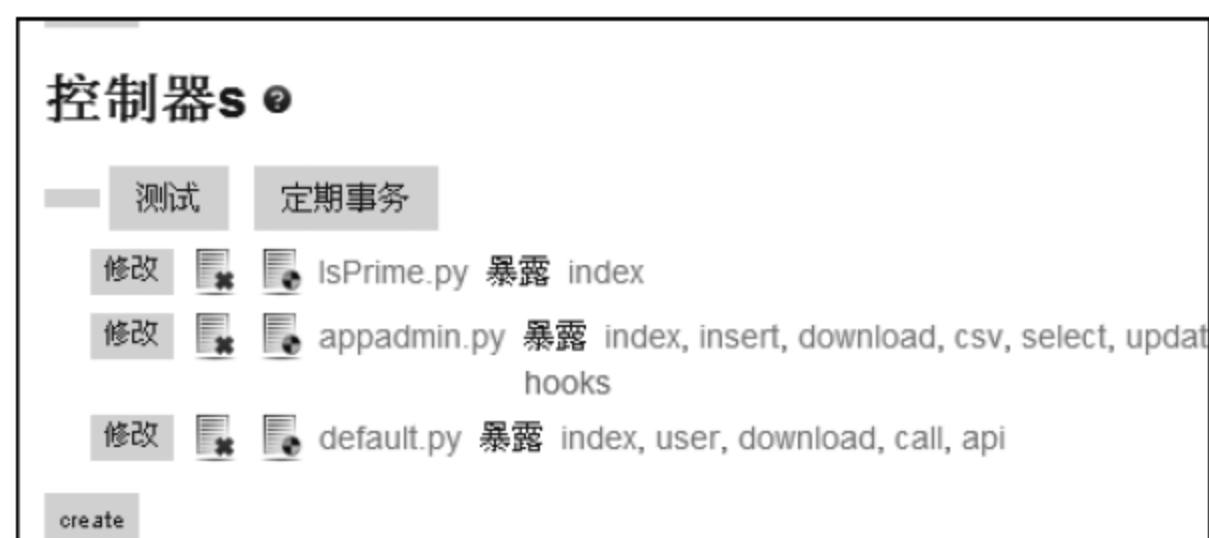 控制器s ?
测试 定期事务
修改 IsPrime.py 暴露 index
修改 appadmin.py 暴露 index, insert, download, csv, select, updat
hooks
修改 default.py 暴露 index, user, download, call, api
create